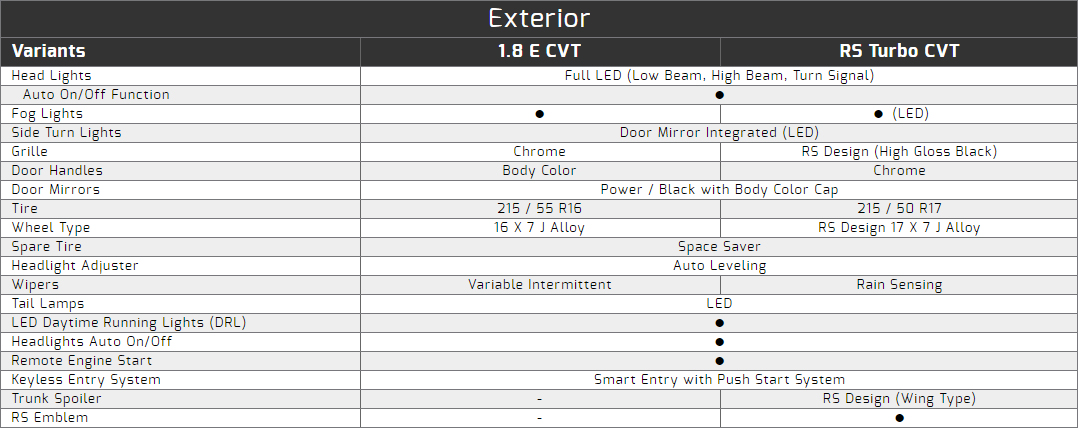 Exterior
Variants 1.8 E CVT RS Turbo CVT
Head Lights Full LED (Low Beam, High Beam, Turn Signal)
Auto On/Off Function ●
Fog Lights ● ● (LED)
Side Turn Lights Door Mirror Integrated (LED)
Grille Chrome RS Design (High Gloss Black)
Door Handles Body Color Chrome
Door Mirrors Power / Black with Body Color Cap
Tire 215 / 55 R16 215 / 50 R17
Wheel Type 16 X 7 J Alloy RS Design 17 X 7 J Alloy
Spare Tire Space Saver
Headlight Adjuster Auto Leveling
Wipers Variable Intermittent Rain Sensing
Tail Lamps LED
LED Daytime Running Lights (DRL) ●
Headlights Auto On/Off ●
Remote Engine Start ●
Keyless Entry System Smart Entry with Push Start System
Trunk Spoiler - RS Design (Wing Type)
RS Emblem - ●